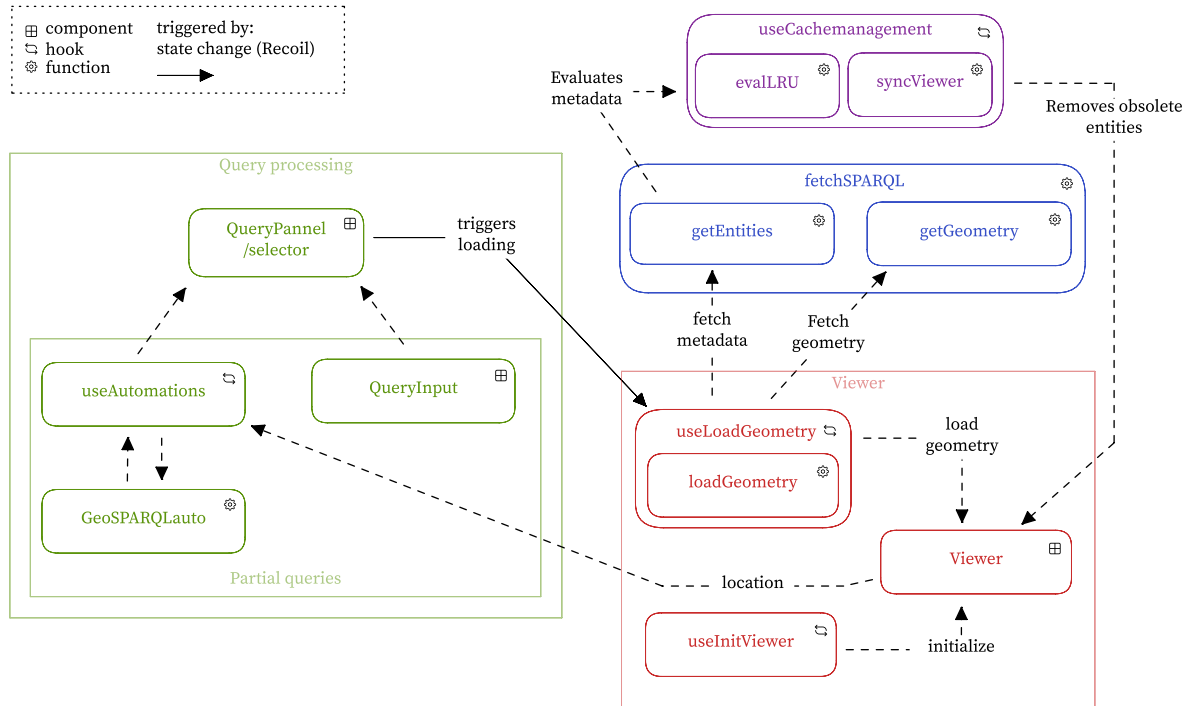 component
hook
function
triggered by:
state change (Recoil)
useCachemanagement
evalLRU
syncViewer
Evaluates
metadata
Removes obsolete
entities
Query processing
QueryPannel
/selector
triggers
loading
fetchSPARQL
getEntities
getGeometry
fetch
metadata
Fetch
geometry
useAutomations
QueryInput
GeoSPARQLauto
Partial queries
Viewer
useLoadGeometry
loadGeometry
load
geometry
Viewer
location
useInitViewer
initialize